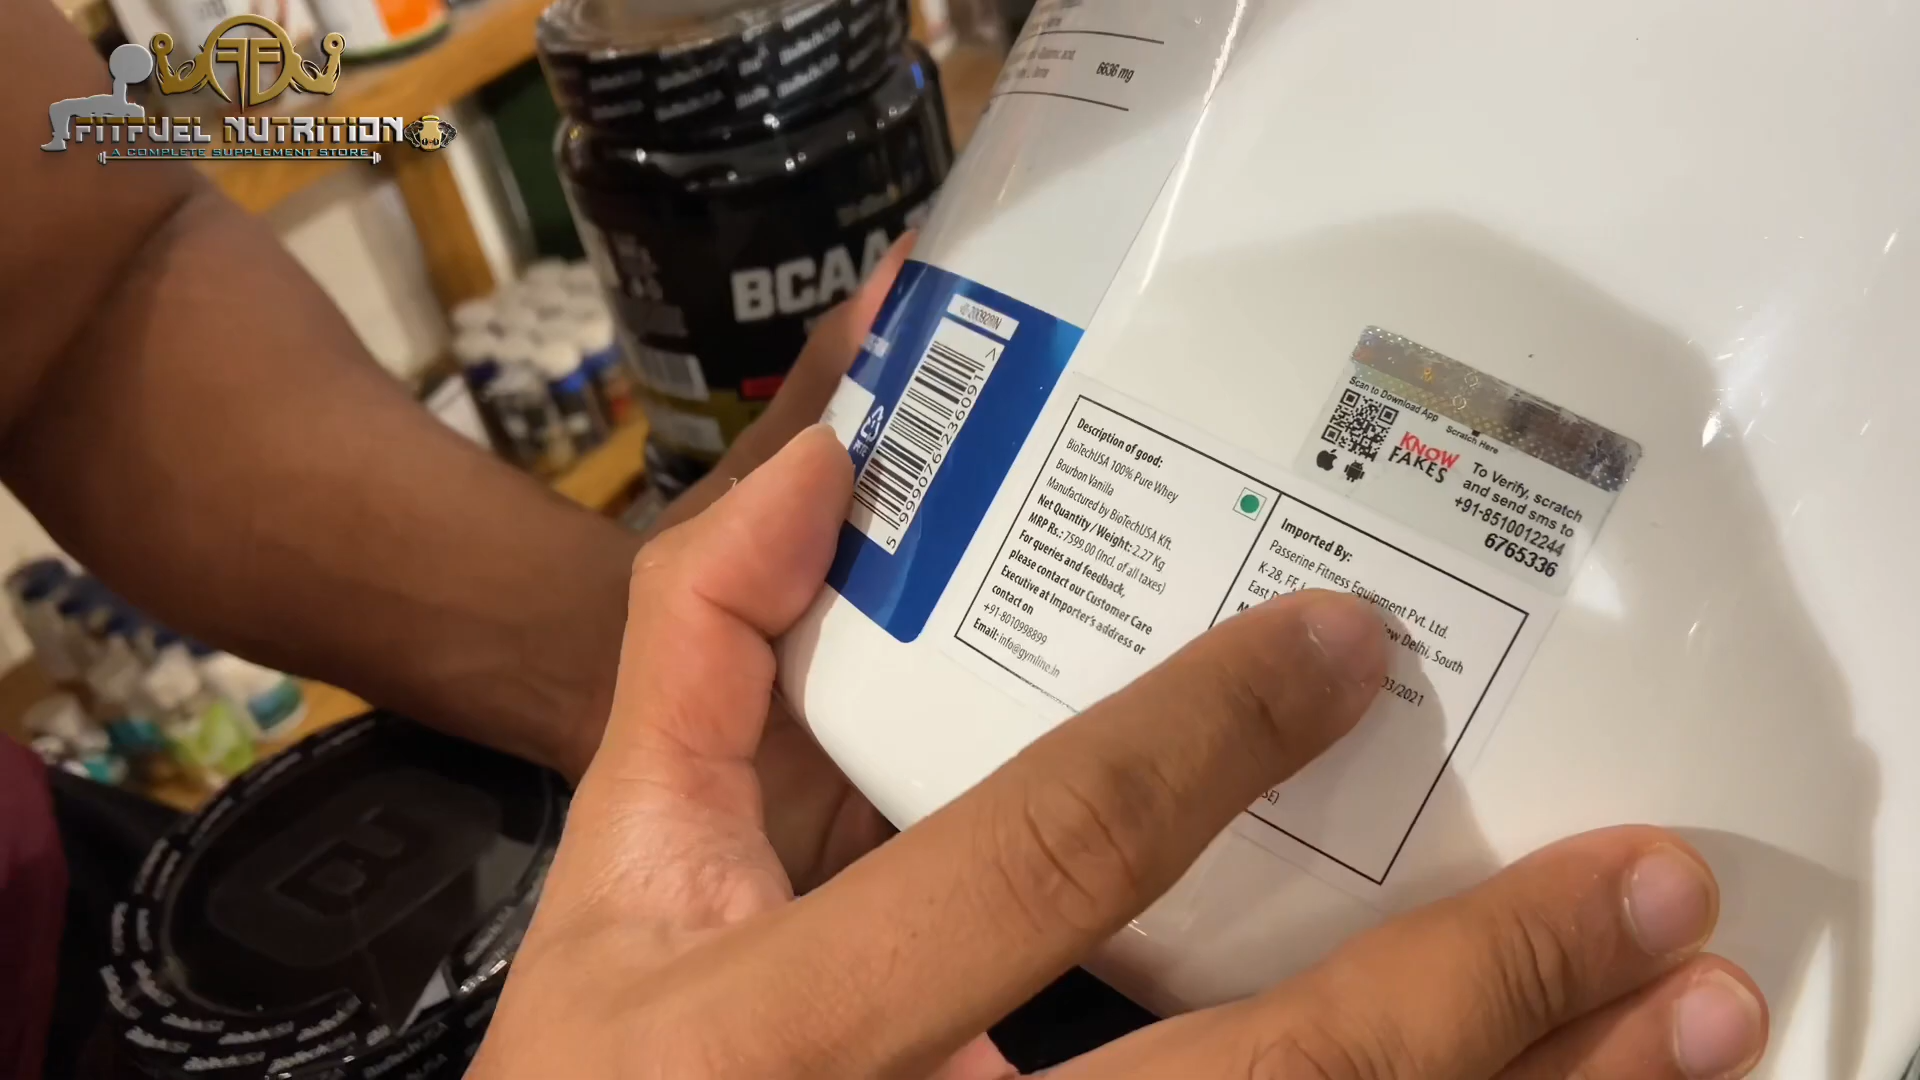 FITFUEL NUTRITION
A COMPLETE SUPPLEMENT STORE
6636 mg
BCAA
Description of good:
BioTechUSA 100% Pure Whey
Bourbon Vanilla
Manufactured by BioTechUSA Kft.
Net Quantity / Weight: 2.27 Kg
MRP Rs.: 7599.00 (Incl. of all taxes)
For queries and feedback,
please contact our Customer Care
Executive at Importer's address or
contact on
+91-8010998899
Email: info@gymline.in
Imported By:
Passerine Fitness Equipment Pvt. Ltd.
K-28, FF,
East
Delhi, South
03/2021
Scan to Download App
Scratch Here
KNOW
FAKES
To Verify, scratch
and send sms to
+91-8510012244
6765336
5 999076 236091